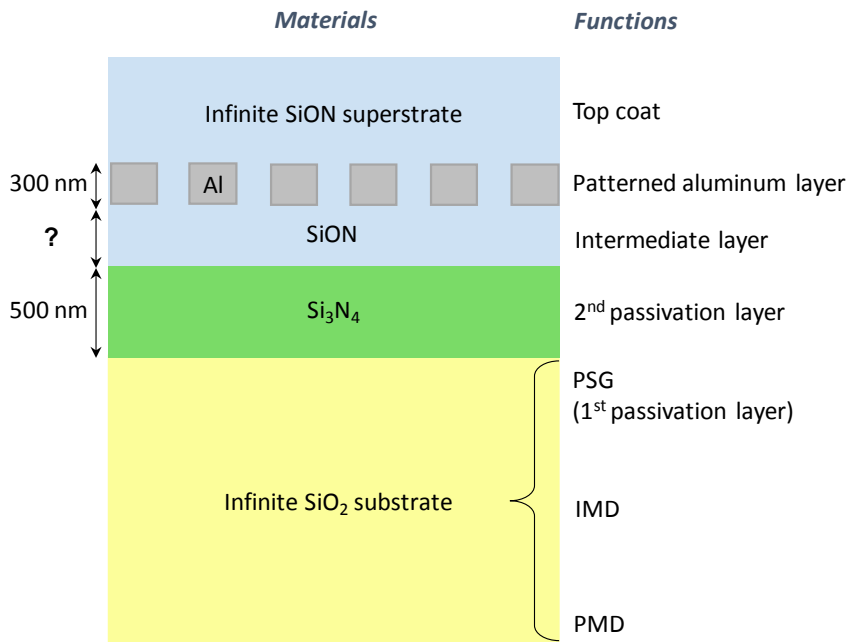 Materials
Functions
Infinite SiON superstrate
Top coat
300 nm
Al
Patterned aluminum layer
?
SiON
Intermediate layer
500 nm
Si₃N₄
2ⁿᵈ passivation layer
PSG
(1ˢᵗ passivation layer)
Infinite SiO₂ substrate
IMD
PMD